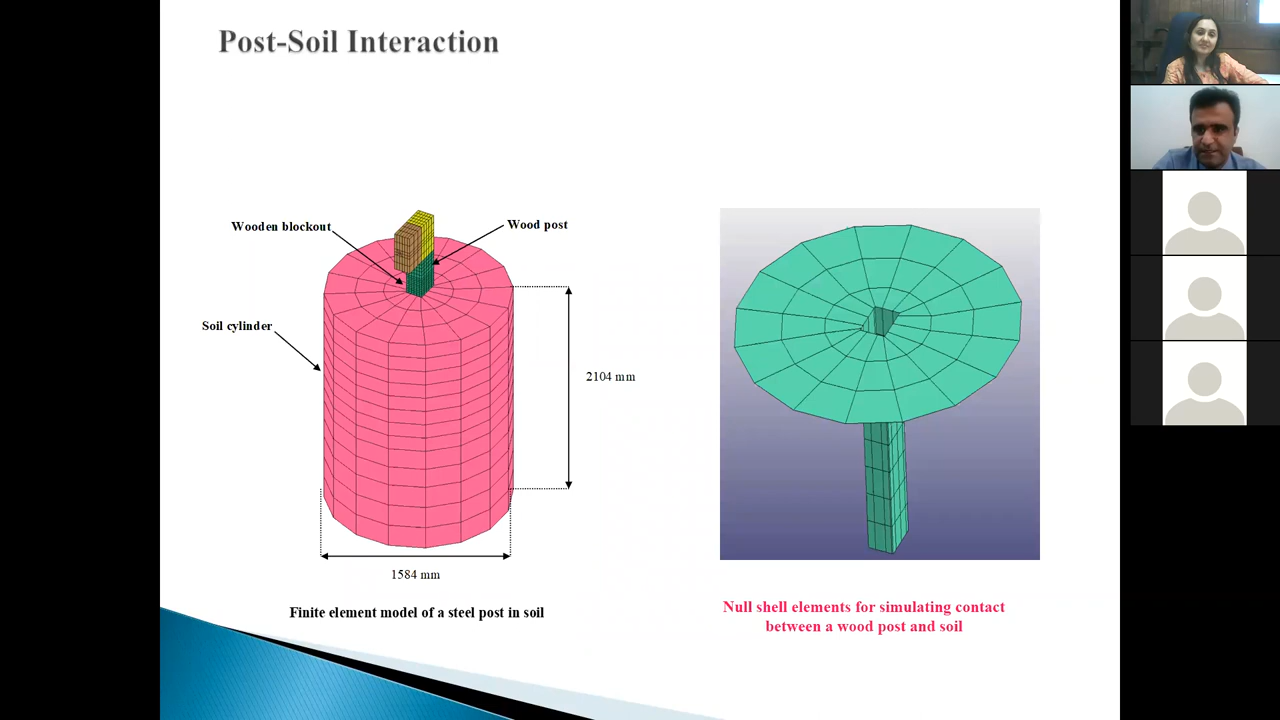 Post-Soil Interaction
Wooden blockout
Wood post
Soil cylinder
2104 mm
1584 mm
Finite element model of a steel post in soil
Null shell elements for simulating contact
between a wood post and soil